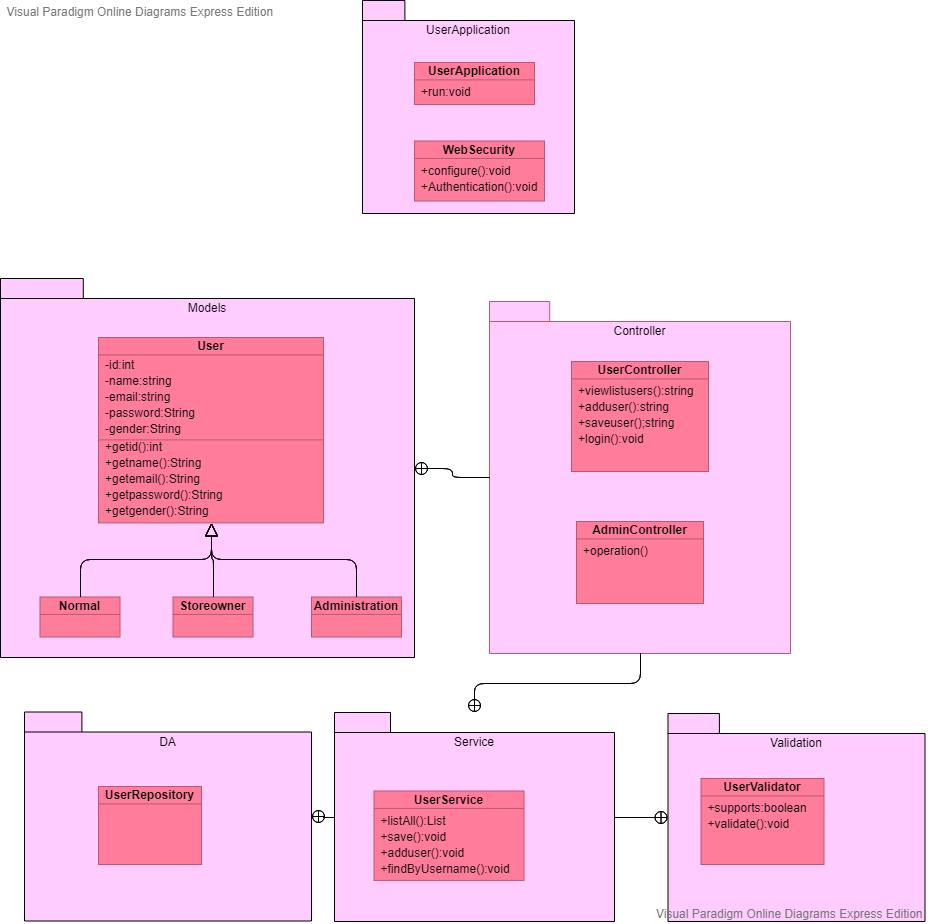 Visual Paradigm Online Diagrams Express Edition
UserApplication
UserApplication
+run:void
WebSecurity
+configure():void
+Authentication():void
Models
User
-id:int
-name:string
-email:string
-password:String
-gender:String
+getid():int
+getname():String
+getemail():String
+getpassword():String
+getgender():String
Normal
Storeowner
Administration
Controller
UserController
+viewlistusers():string
+adduser():string
+saveuser();string
+login():void
AdminController
+operation()
DA
UserRepository
Service
UserService
+listAll():List
+save():void
+adduser():void
+findByUsername():void
Validation
UserValidator
+supports:boolean
+validate():void
Visual Paradigm Online Diagrams Express Edition